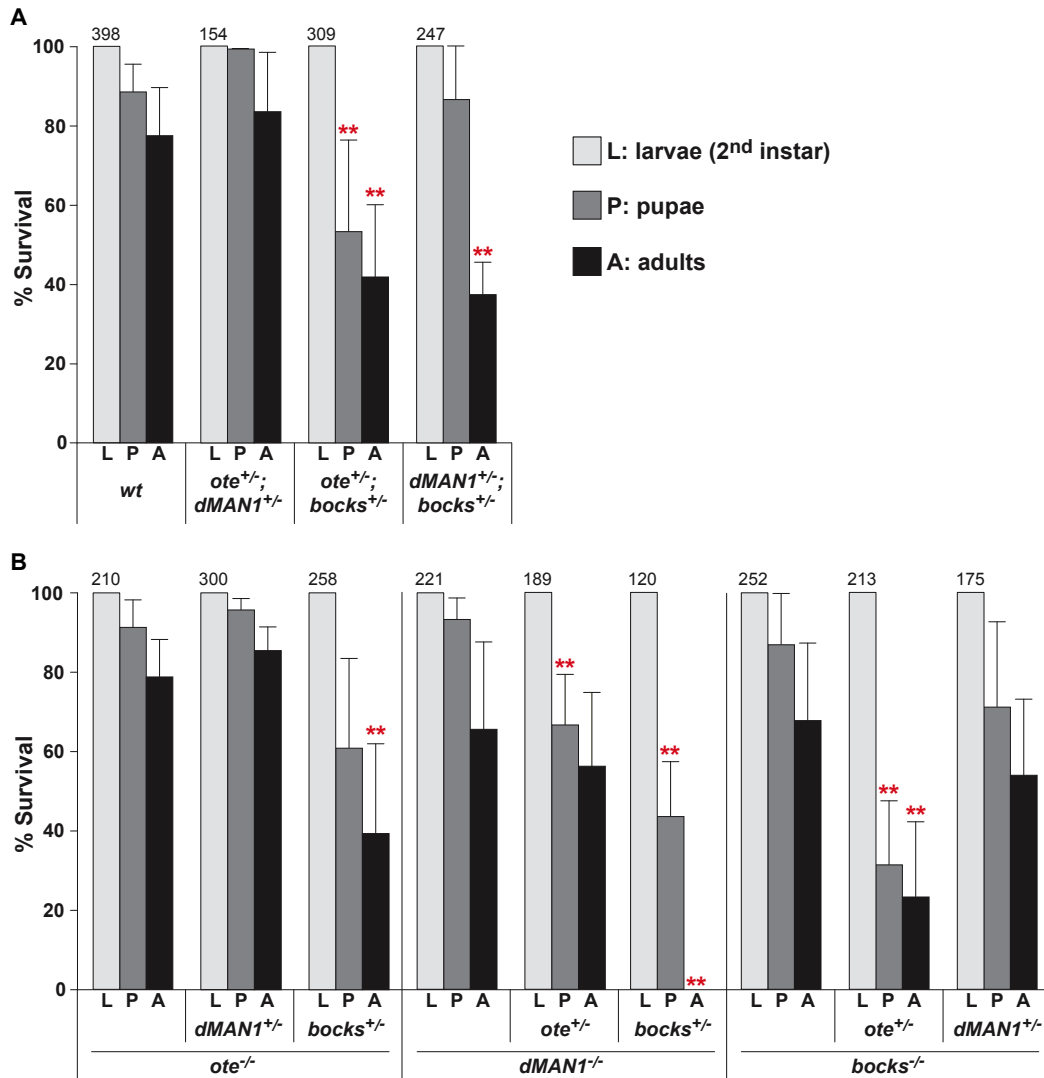 A
398 154 309 247
100
80
60
40
20
0
% Survival
** ** **
L P A L P A L P A L P A
wt
ote+/-; dMAN1+/-
ote+/-; bocks+/-
dMAN1+/-; bocks+/-
L: larvae (2nd instar)
P: pupae
A: adults
B
210 300 258 221 189 120 252 213 175
100
80
60
40
20
0
% Survival
** ** ** ** ** **
L P A L P A L P A L P A L P A L P A L P A L P A L P A
dMAN1+/- bocks+/- ote+/- bocks+/- ote+/- dMAN1+/-
ote-/- dMAN1-/- bocks-/-